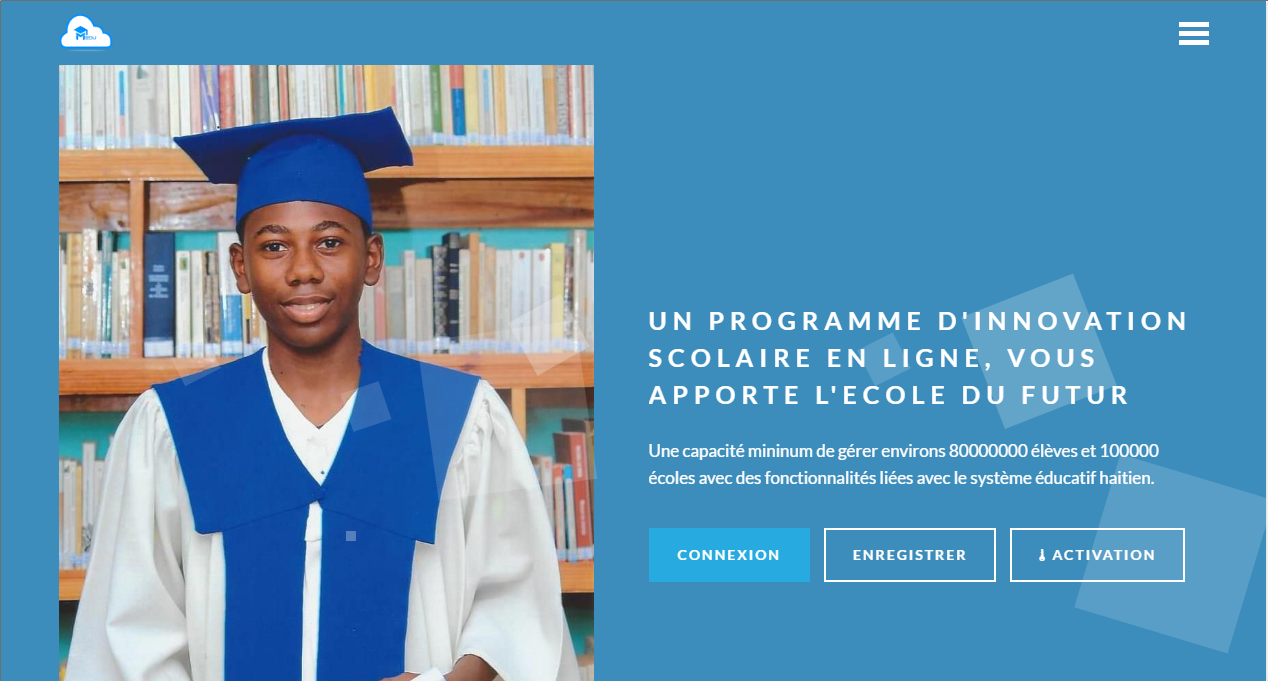 UN PROGRAMME D'INNOVATION
SCOLAIRE EN LIGNE, VOUS
APPORTE L'ECOLE DU FUTUR
Une capacité mininum de gérer environs 80000000 élèves et 100000
écoles avec des fonctionnalités liées avec le système éducatif haitien.
CONNEXION
ENREGISTRER
ACTIVATION